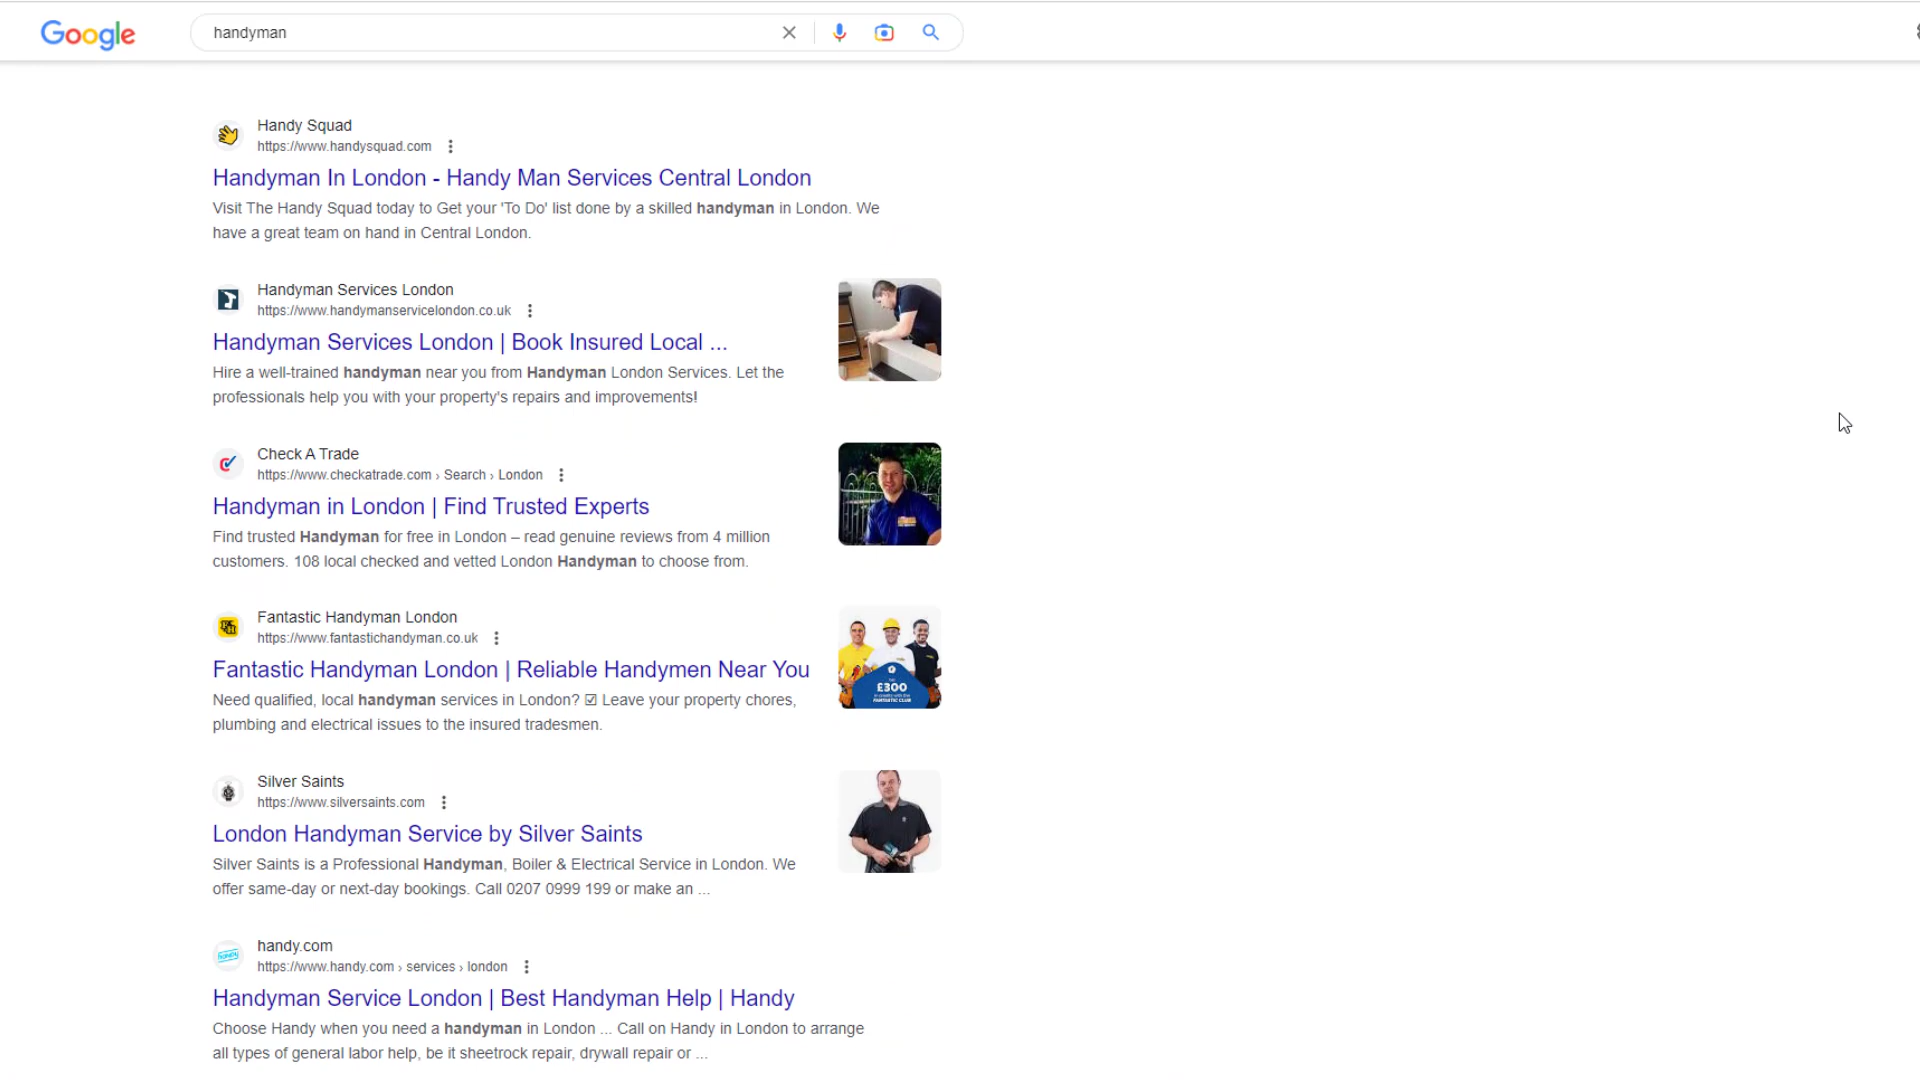 Google
handyman
Handy Squad
https://www.handysquad.com
Handyman In London - Handy Man Services Central London
Visit The Handy Squad today to Get your 'To Do' list done by a skilled handyman in London. We
have a great team on hand in Central London.
Handyman Services London
https://www.handymanservicelondon.co.uk
Handyman Services London | Book Insured Local ...
Hire a well-trained handyman near you from Handyman London Services. Let the
professionals help you with your property's repairs and improvements!
Check A Trade
https://www.checkatrade.com › Search › London
Handyman in London | Find Trusted Experts
Find trusted Handyman for free in London – read genuine reviews from 4 million
customers. 108 local checked and vetted London Handyman to choose from.
Fantastic Handyman London
https://www.fantastichandyman.co.uk
Fantastic Handyman London | Reliable Handymen Near You
Need qualified, local handyman services in London? ☑ Leave your property chores,
plumbing and electrical issues to the insured tradesmen.
£300
FANTASTIC CLUB
Silver Saints
https://www.silversaints.com
London Handyman Service by Silver Saints
Silver Saints is a Professional Handyman, Boiler & Electrical Service in London. We
offer same-day or next-day bookings. Call 0207 0999 199 or make an ...
handy.com
https://www.handy.com › services › london
Handyman Service London | Best Handyman Help | Handy
Choose Handy when you need a handyman in London ... Call on Handy in London to arrange
all types of general labor help, be it sheetrock repair, drywall repair or ...